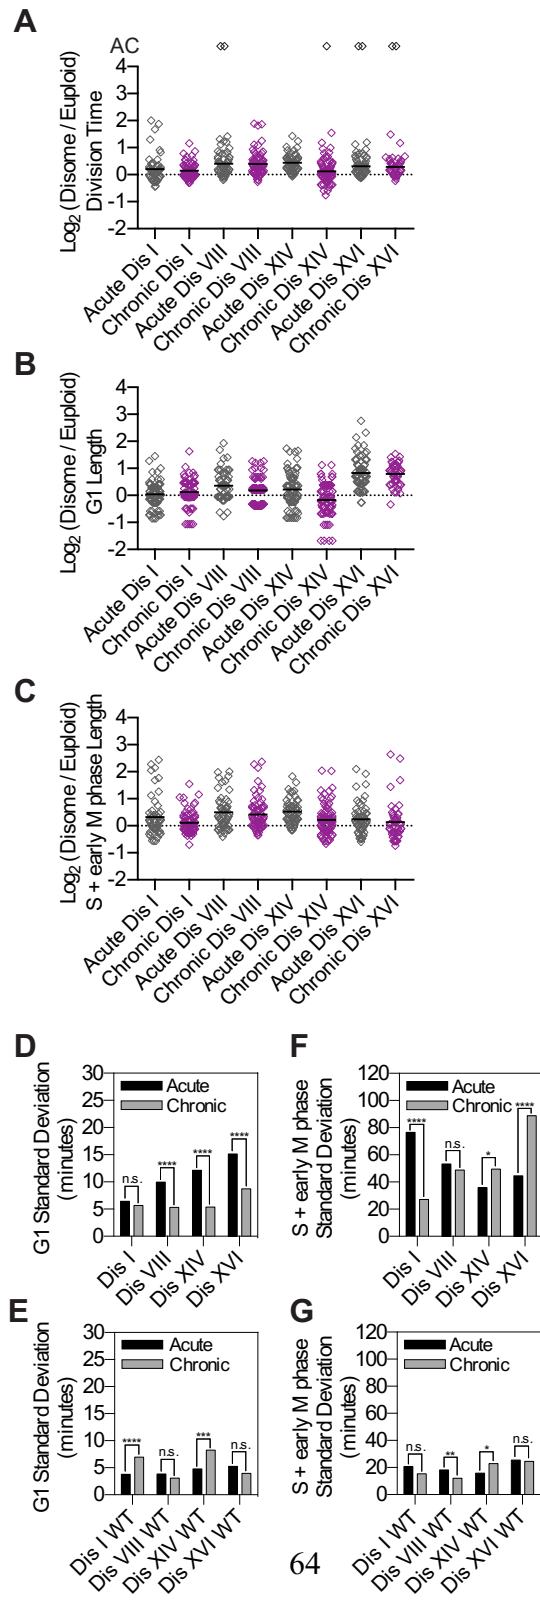 A
AC
Log2 (Disome / Euploid)
Division Time
4
3
2
1
0
-1
-2
Acute Dis I
Chronic Dis I
Acute Dis VIII
Chronic Dis VIII
Acute Dis XIV
Chronic Dis XIV
Acute Dis XVI
Chronic Dis XVI
B
Log2 (Disome / Euploid)
G1 Length
4
3
2
1
0
-1
-2
Acute Dis I
Chronic Dis I
Acute Dis VIII
Chronic Dis VIII
Acute Dis XIV
Chronic Dis XIV
Acute Dis XVI
Chronic Dis XVI
C
Log2 (Disome / Euploid)
S + early M phase Length
4
3
2
1
0
-1
-2
Acute Dis I
Chronic Dis I
Acute Dis VIII
Chronic Dis VIII
Acute Dis XIV
Chronic Dis XIV
Acute Dis XVI
Chronic Dis XVI
D
G1 Standard Deviation
(minutes)
30
25
20
15
10
5
0
Acute
Chronic
n.s.
****
****
****
Dis I
Dis VIII
Dis XIV
Dis XVI
F
S + early M phase
Standard Deviation
(minutes)
120
100
80
60
40
20
0
Acute
Chronic
****
n.s.
*
****
Dis I
Dis VIII
Dis XIV
Dis XVI
E
G1 Standard Deviation
(minutes)
30
25
20
15
10
5
0
Acute
Chronic
****
n.s.
***
n.s.
Dis I WT
Dis VIII WT
Dis XIV WT
Dis XVI WT
G
S + early M phase
Standard Deviation
(minutes)
120
100
80
60
40
20
0
Acute
Chronic
n.s.
**
*
n.s.
Dis I WT
Dis VIII WT
Dis XIV WT
Dis XVI WT
64